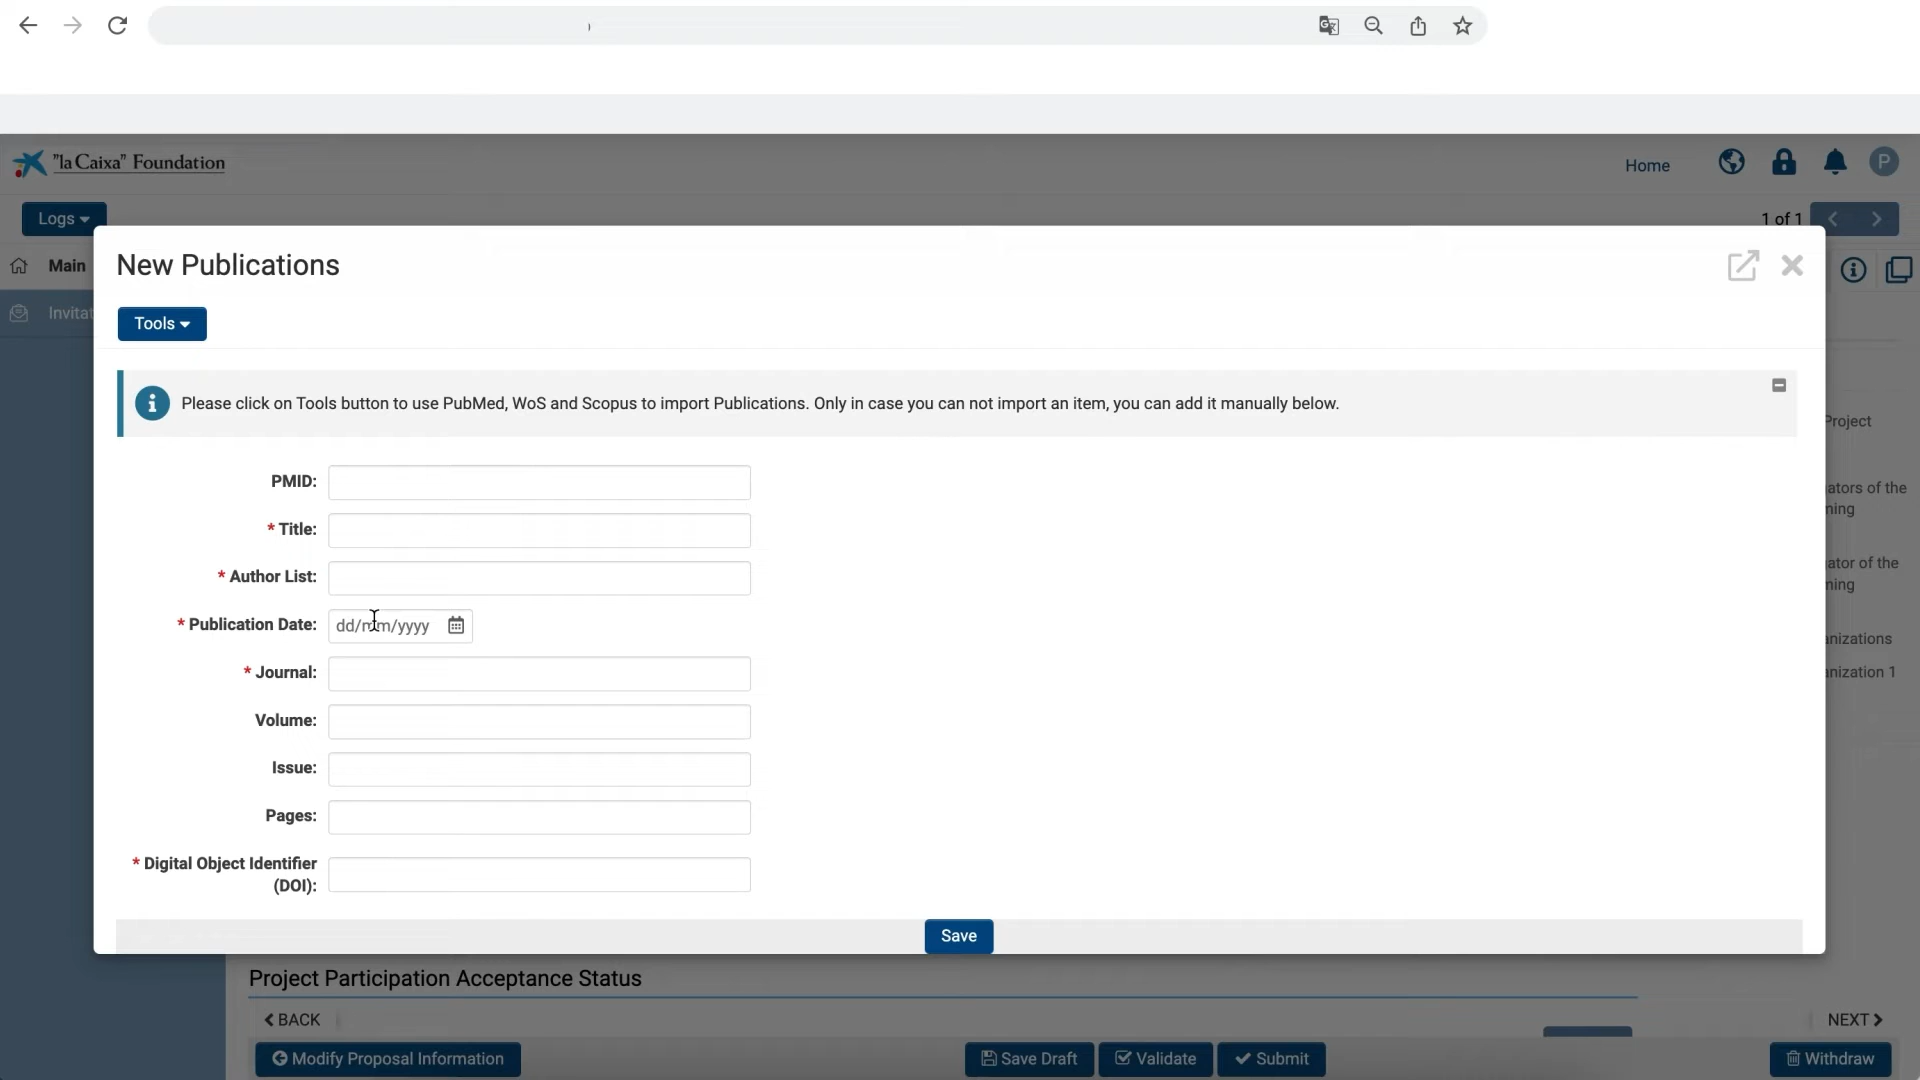 "la Caixa" Foundation
Home
P
Logs
1 of 1
Main
New Publications
Invitat
Tools
Please click on Tools button to use PubMed, WoS and Scopus to import Publications. Only in case you can not import an item, you can add it manually below.
Project
PMID:
ators of the
ning
* Title:
* Author List:
ator of the
ning
* Publication Date: dd/mm/yyyy
anizations
* Journal:
anization 1
Volume:
Issue:
Pages:
* Digital Object Identifier
(DOI):
Save
Project Participation Acceptance Status
BACK
NEXT
Modify Proposal Information
Save Draft
Validate
Submit
Withdraw